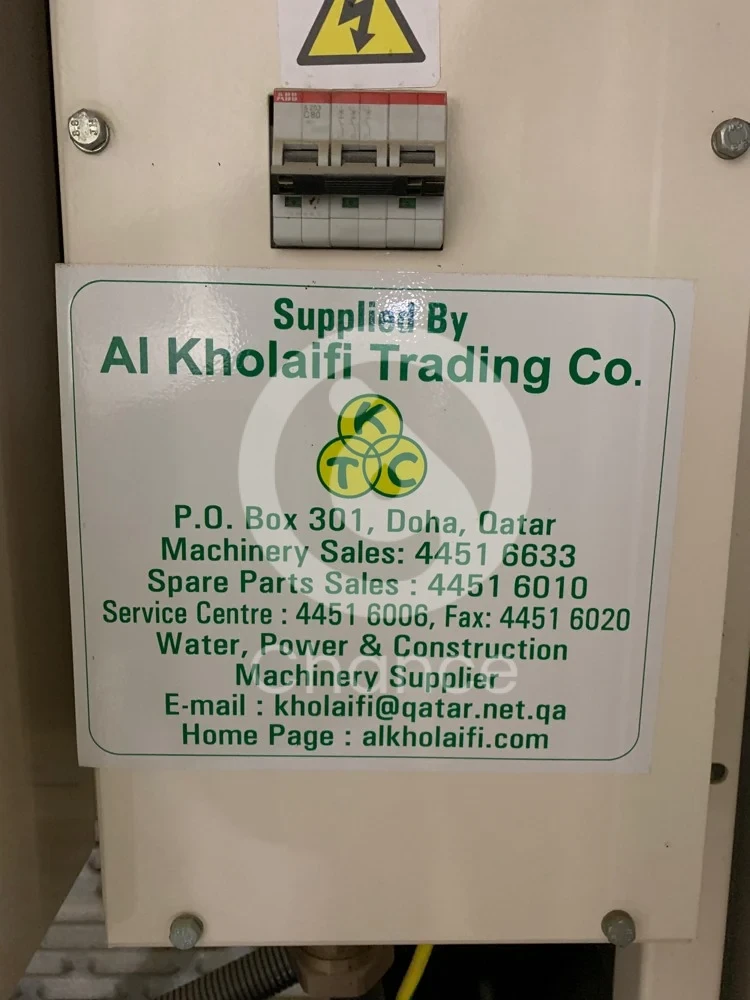 ABB
Supplied By
Al Kholaifi Trading Co.
K
T C
P.O. Box 301, Doha, Qatar
Machinery Sales: 4451 6633
Spare Parts Sales : 4451 6010
Service Centre : 4451 6006, Fax: 4451 6020
Water, Power & Construction
Machinery Supplier
E-mail : kholaifi@qatar.net.qa
Home Page : alkholaifi.com
Chance